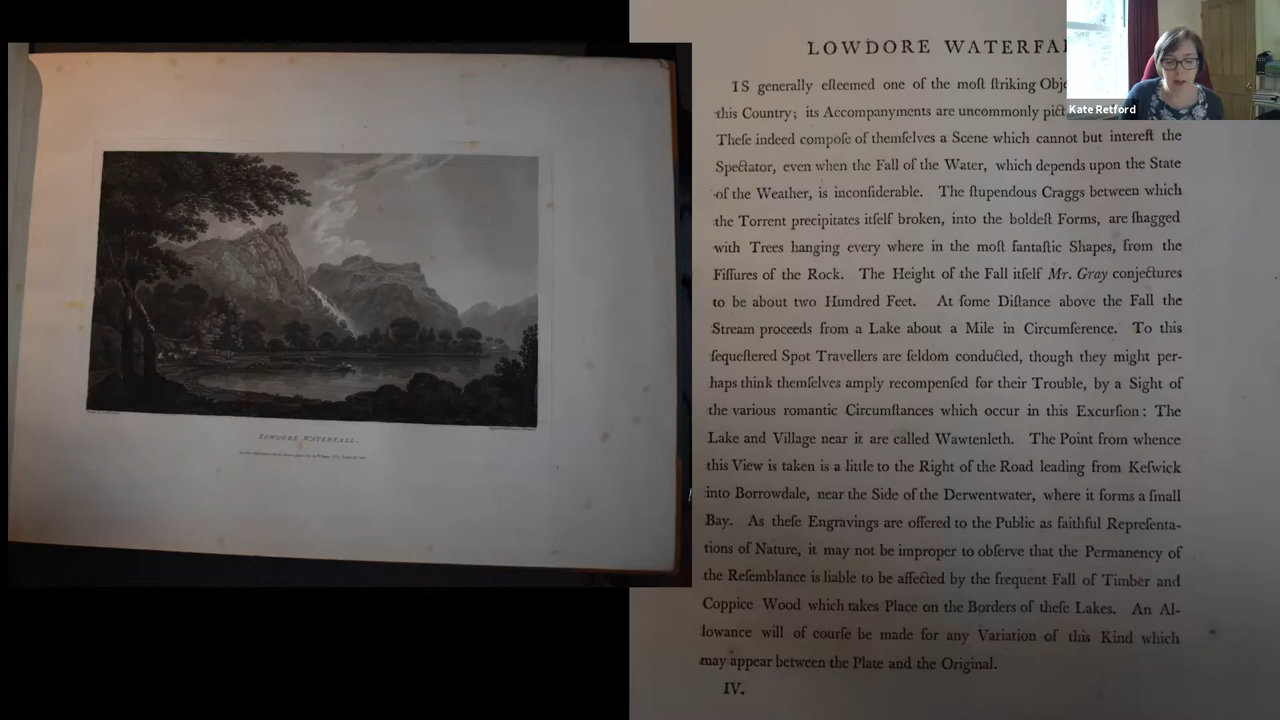 LOWDORE WATERFA
IS generally eſteemed one of the moſt ſtriking Obje
this Country; its Accompanyments are uncommonly pict
Theſe indeed compoſe of themſelves a Scene which cannot but intereſt the
Spectator, even when the Fall of the Water, which depends upon the State
of the Weather, is inconſiderable. The ſtupendous Craggs between which
the Torrent precipitates itſelf broken, into the boldeſt Forms, are ſhagged
with Trees hanging every where in the moſt fantaſtic Shapes, from the
Fiſſures of the Rock. The Height of the Fall itſelf Mr. Gray conjectures
to be about two Hundred Feet. At ſome Diſtance above the Fall the
Stream proceeds from a Lake about a Mile in Circumference. To this
ſequeſtered Spot Travellers are ſeldom conducted, though they might per-
haps think themſelves amply recompenſed for their Trouble, by a Sight of
the various romantic Circumſtances which occur in this Excurſion: The
Lake and Village near it are called Wawtenleth. The Point from whence
this View is taken is a little to the Right of the Road leading from Keſwick
into Borrowdale, near the Side of the Derwentwater, where it forms a ſmall
Bay. As theſe Engravings are offered to the Public as faithful Repreſenta-
tions of Nature, it may not be improper to obſerve that the Permanency of
the Reſemblance is liable to be affected by the frequent Fall of Timber and
Coppice Wood which takes Place on the Borders of theſe Lakes. An Al-
lowance will of courſe be made for any Variation of this Kind which
may appear between the Plate and the Original.
IV.
LOWDORE WATERFALL.
Kate Retford